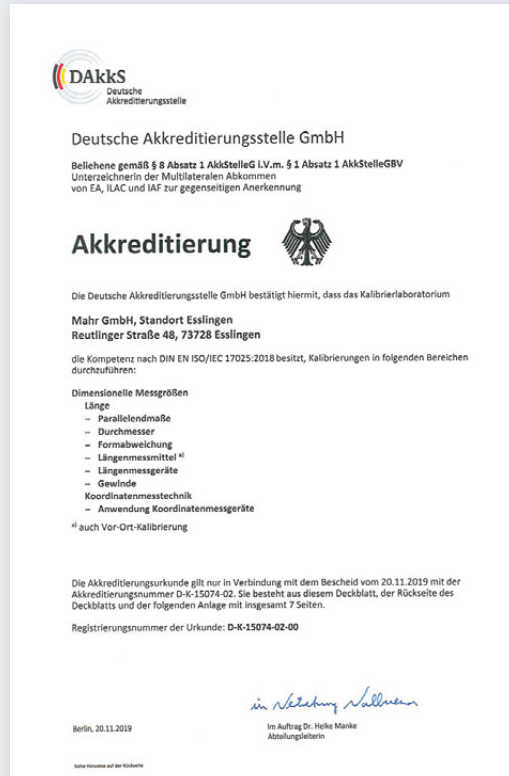 DAkkS
Deutsche
Akkreditierungsstelle
Deutsche Akkreditierungsstelle GmbH
Beliehene gemäß § 8 Absatz 1 AkkStelleG i.V.m. § 1 Absatz 1 AkkStelleGBV
Unterzeichnerin der Multilateralen Abkommen
von EA, ILAC und IAF zur gegenseitigen Anerkennung
Akkreditierung
Die Deutsche Akkreditierungsstelle GmbH bestätigt hiermit, dass das Kalibrierlaboratorium
Mahr GmbH, Standort Esslingen
Reutlinger Straße 48, 73728 Esslingen
die Kompetenz nach DIN EN ISO/IEC 17025:2018 besitzt, Kalibrierungen in folgenden Bereichen
durchzuführen:
Dimensionelle Messgrößen
Länge
– Parallelendmaße
– Durchmesser
– Formabweichung
– Längenmessmittel a)
– Längenmessgeräte
– Gewinde
Koordinatenmesstechnik
– Anwendung Koordinatenmessgeräte
a) auch Vor-Ort-Kalibrierung
Die Akkreditierungsurkunde gilt nur in Verbindung mit dem Bescheid vom 20.11.2019 mit der
Akkreditierungsnummer D-K-15074-02. Sie besteht aus diesem Deckblatt, der Rückseite des
Deckblatts und der folgenden Anlage mit insgesamt 7 Seiten.
Registrierungsnummer der Urkunde: D-K-15074-02-00
in
Berlin, 20.11.2019
Im Auftrag Dr. Heike Manke
Abteilungsleiterin
Siehe Hinweise auf der Rückseite